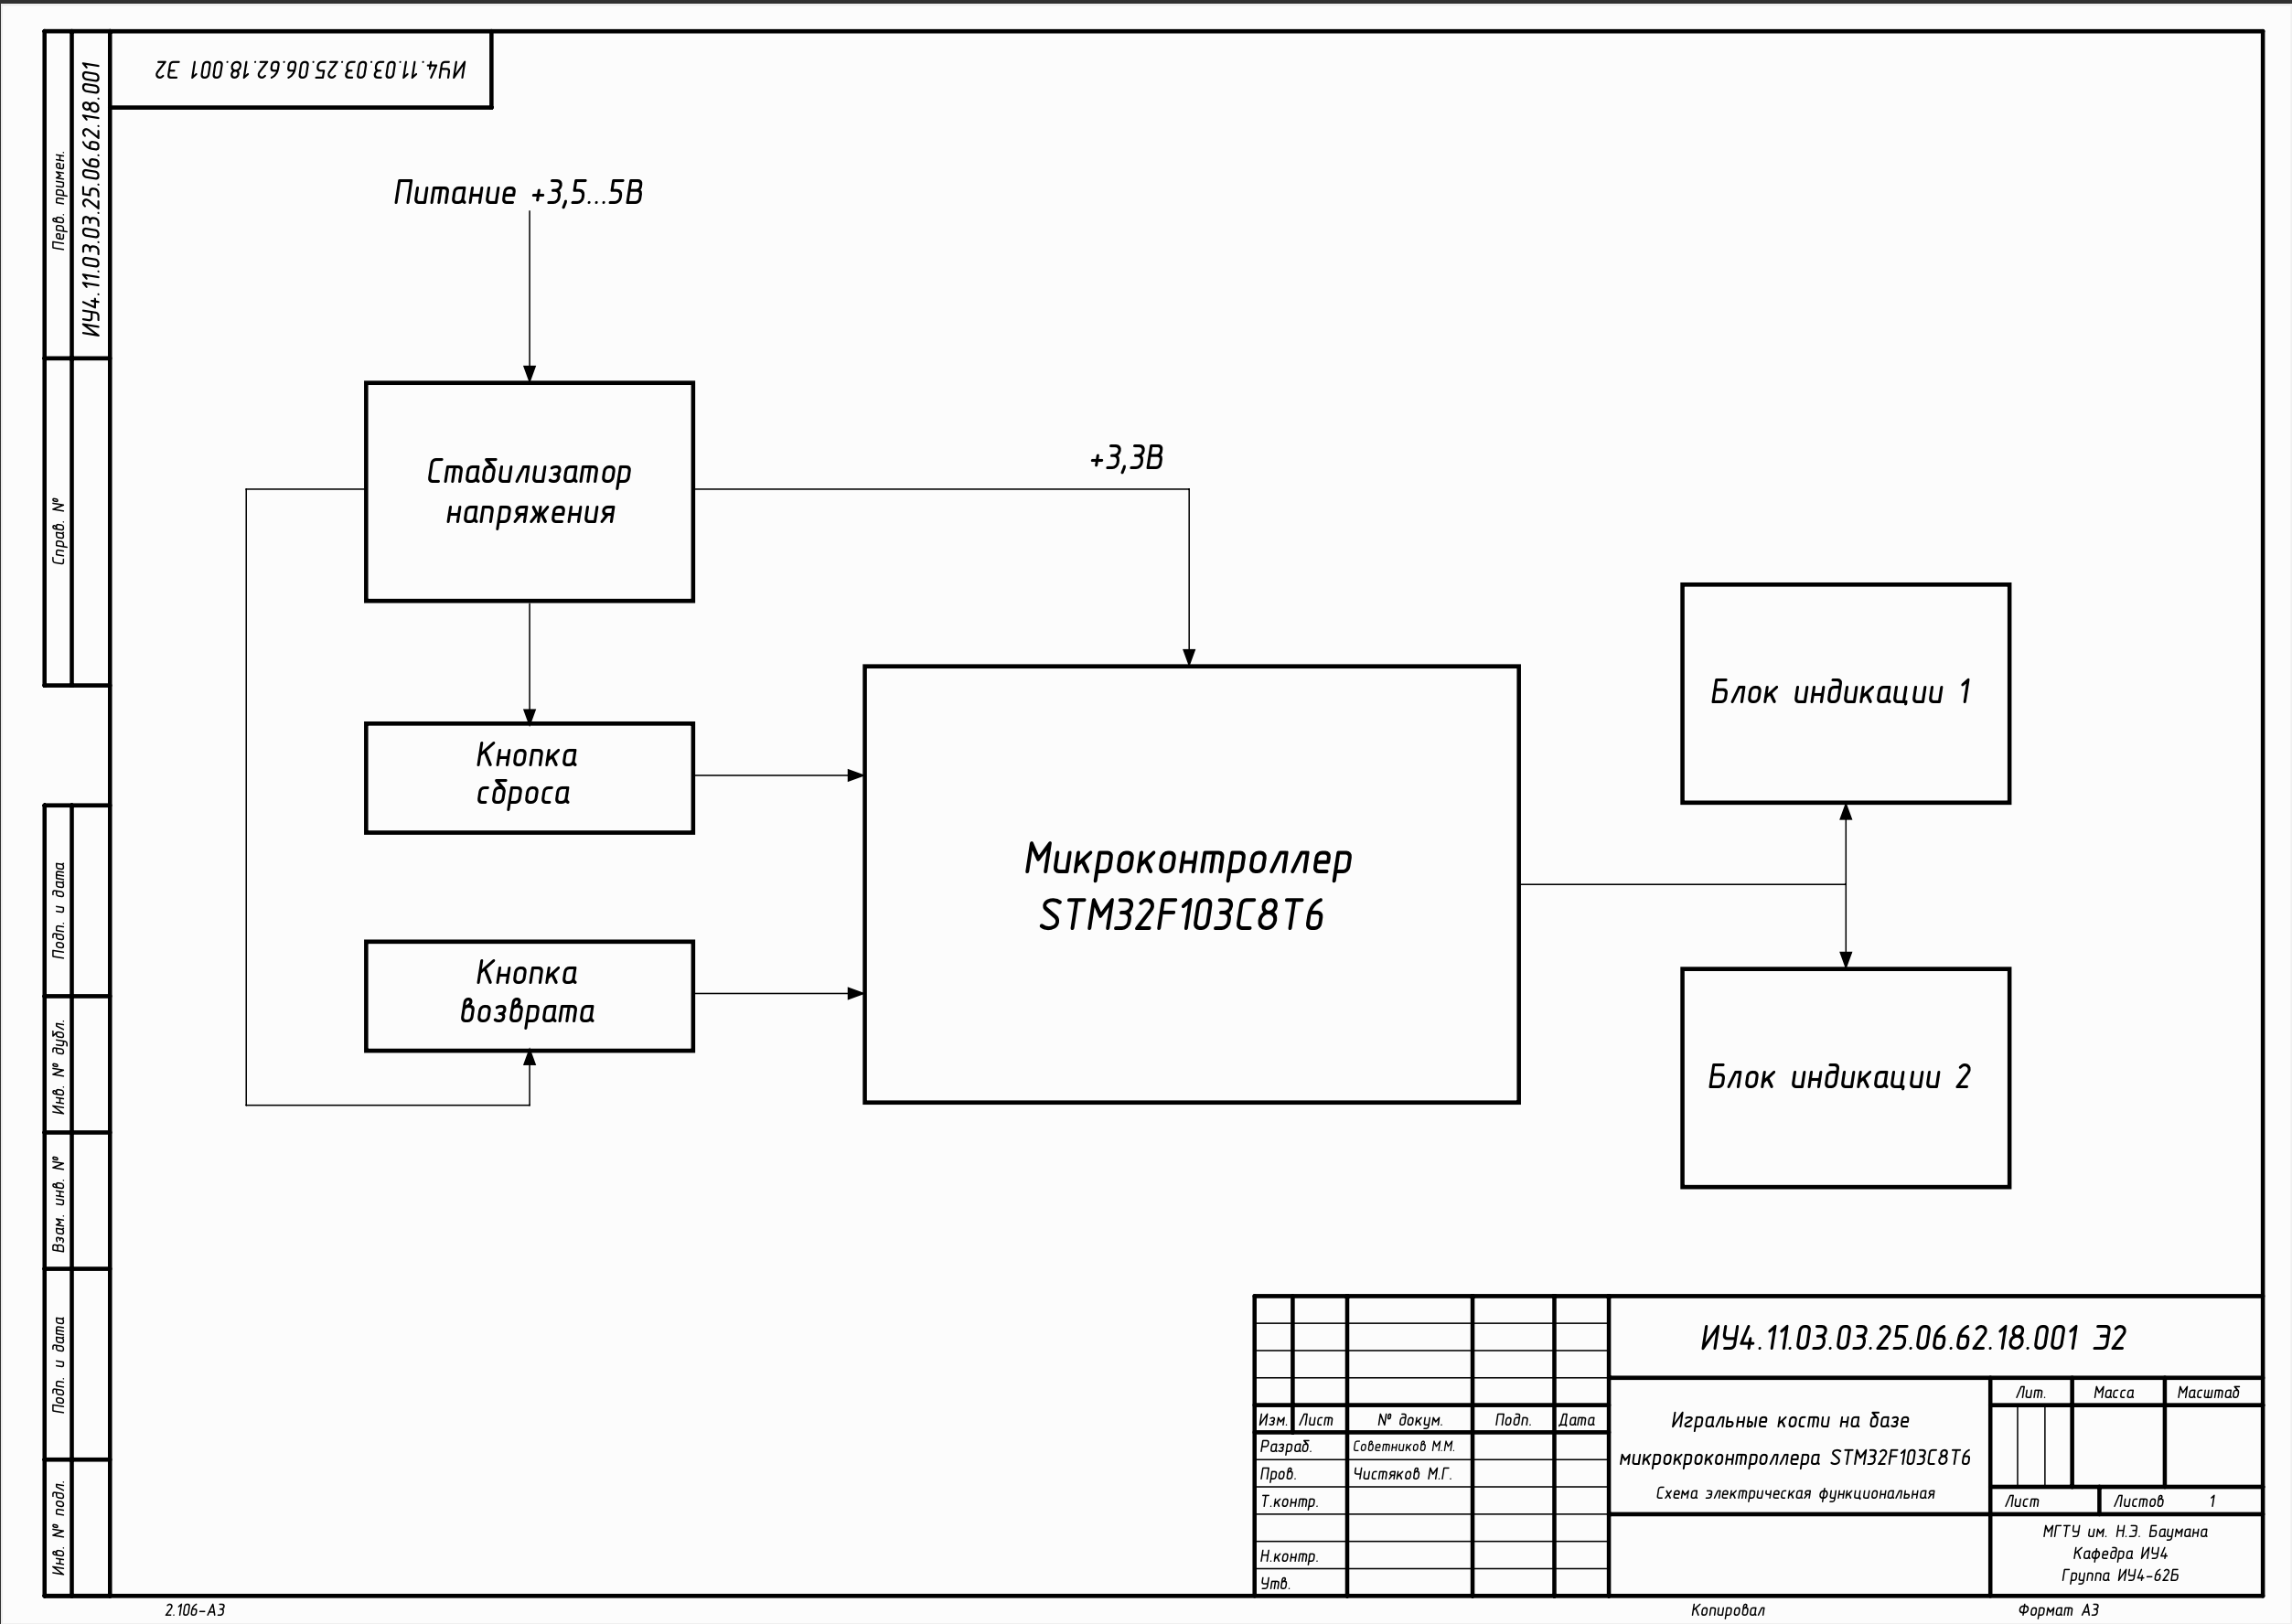 ИУ4.11.03.03.25.06.62.18.001 Э2
Перв. примен.
ИУ4.11.03.03.25.06.62.18.001
Справ. №
Подп. и дата
Инв. № дубл.
Взам. инв. №
Подп. и дата
Инв. № подл.
Питание +3,5...5В
Стабилизатор
напряжения
+3,3В
Кнопка
сброса
Кнопка
возврата
Микроконтроллер
STM32F103C8T6
Блок индикации 1
Блок индикации 2
ИУ4.11.03.03.25.06.62.18.001 Э2
Изм. Лист № докум. Подп. Дата
Разраб. Советников М.М.
Пров. Чистяков М.Г.
Т.контр.
Н.контр.
Утв.
Игральные кости на базе
микрокроконтроллера STM32F103C8T6
Схема электрическая функциональная
Лит. Масса Масштаб
Лист Листов 1
МГТУ им. Н.Э. Баумана
Кафедра ИУ4
Группа ИУ4-62Б
2.106-А3
Копировал
Формат А3